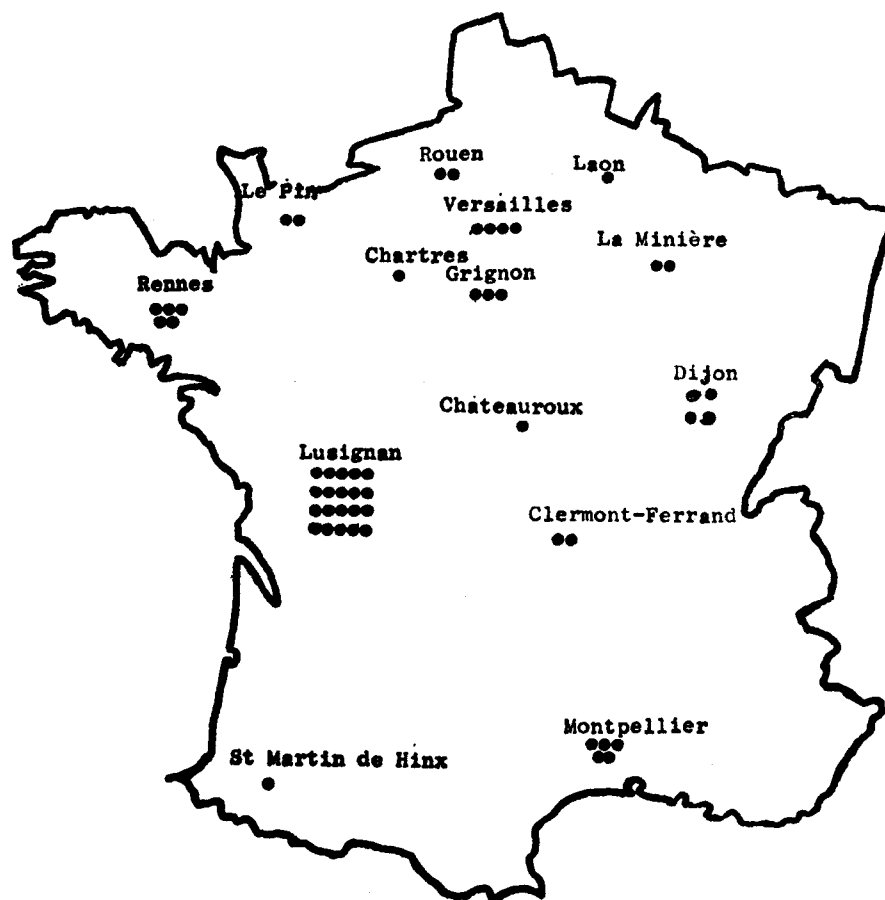 Rouen
Laon
Le Pin
Versailles
La Minière
Chartres
Grignon
Rennes
Dijon
Chateauroux
Lusignan
Clermont-Ferrand
Montpellier
St Martin de Hinx